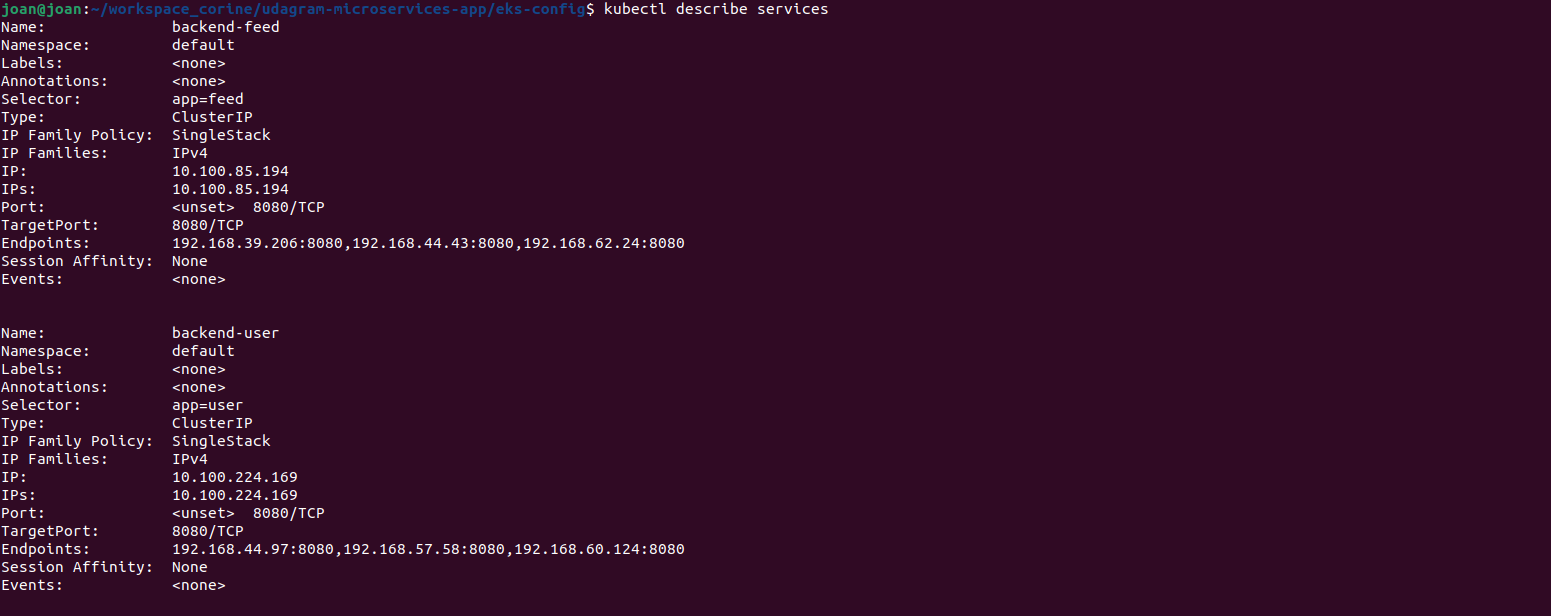 joan@joan:~/workspace_corine/udagram-microservices-app/eks-config$ kubectl describe services
Name:              backend-feed
Namespace:         default
Labels:            <none>
Annotations:       <none>
Selector:          app=feed
Type:              ClusterIP
IP Family Policy:  SingleStack
IP Families:       IPv4
IP:                10.100.85.194
IPs:               10.100.85.194
Port:              <unset>  8080/TCP
TargetPort:        8080/TCP
Endpoints:         192.168.39.206:8080,192.168.44.43:8080,192.168.62.24:8080
Session Affinity:  None
Events:            <none>
Name:              backend-user
Namespace:         default
Labels:            <none>
Annotations:       <none>
Selector:          app=user
Type:              ClusterIP
IP Family Policy:  SingleStack
IP Families:       IPv4
IP:                10.100.224.169
IPs:               10.100.224.169
Port:              <unset>  8080/TCP
TargetPort:        8080/TCP
Endpoints:         192.168.44.97:8080,192.168.57.58:8080,192.168.60.124:8080
Session Affinity:  None
Events:            <none>